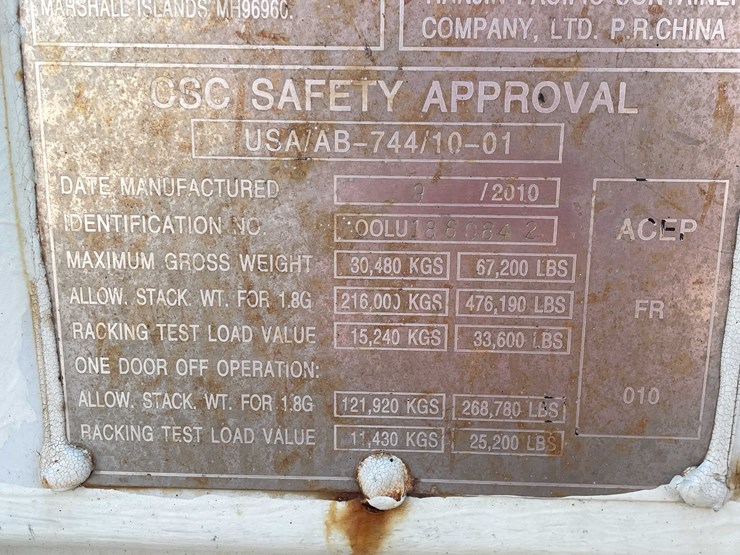 MARSHALL ISLANDS, MH96960.
COMPANY, LTD. P.R.CHINA
CSC SAFETY APPROVAL
USA/AB-744/10-01
DATE MANUFACTURED 9 /2010
IDENTIFICATION NO.
MAXIMUM GROSS WEIGHT 30,480 KGS 67,200 LBS
ALLOW. STACK. WT. FOR 1.8G 216,000 KGS 476,190 LBS
RACKING TEST LOAD VALUE 15,240 KGS 33,600 LBS
ONE DOOR OFF OPERATION:
ALLOW. STACK. WT. FOR 1.8G 121,920 KGS 268,780 LBS
RACKING TEST LOAD VALUE 11,430 KGS 25,200 LBS
ACEP
FR
010